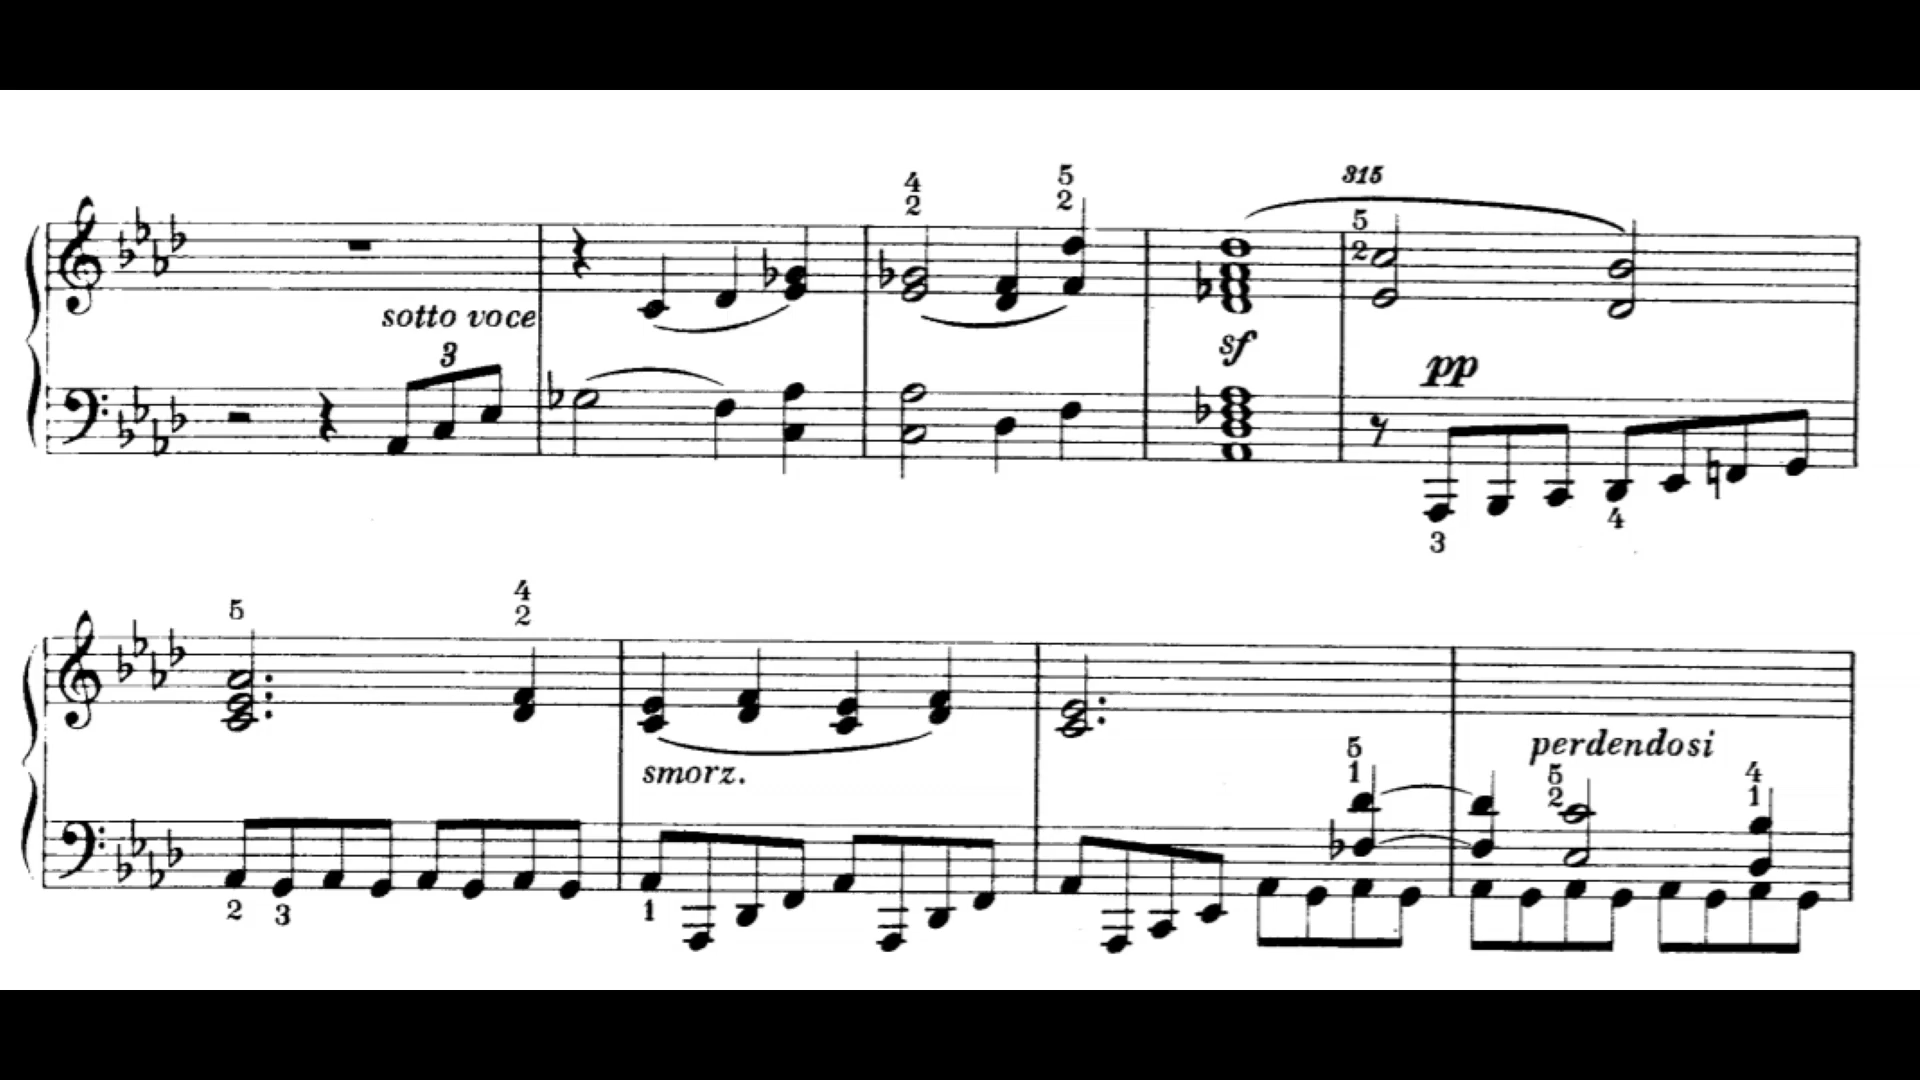 4 5
2 2
315
5
2
sotto voce
3
sf
pp
3 4
5 4
2
smorz.
perdendosi
5 5 4
1 2 1
2 3 1